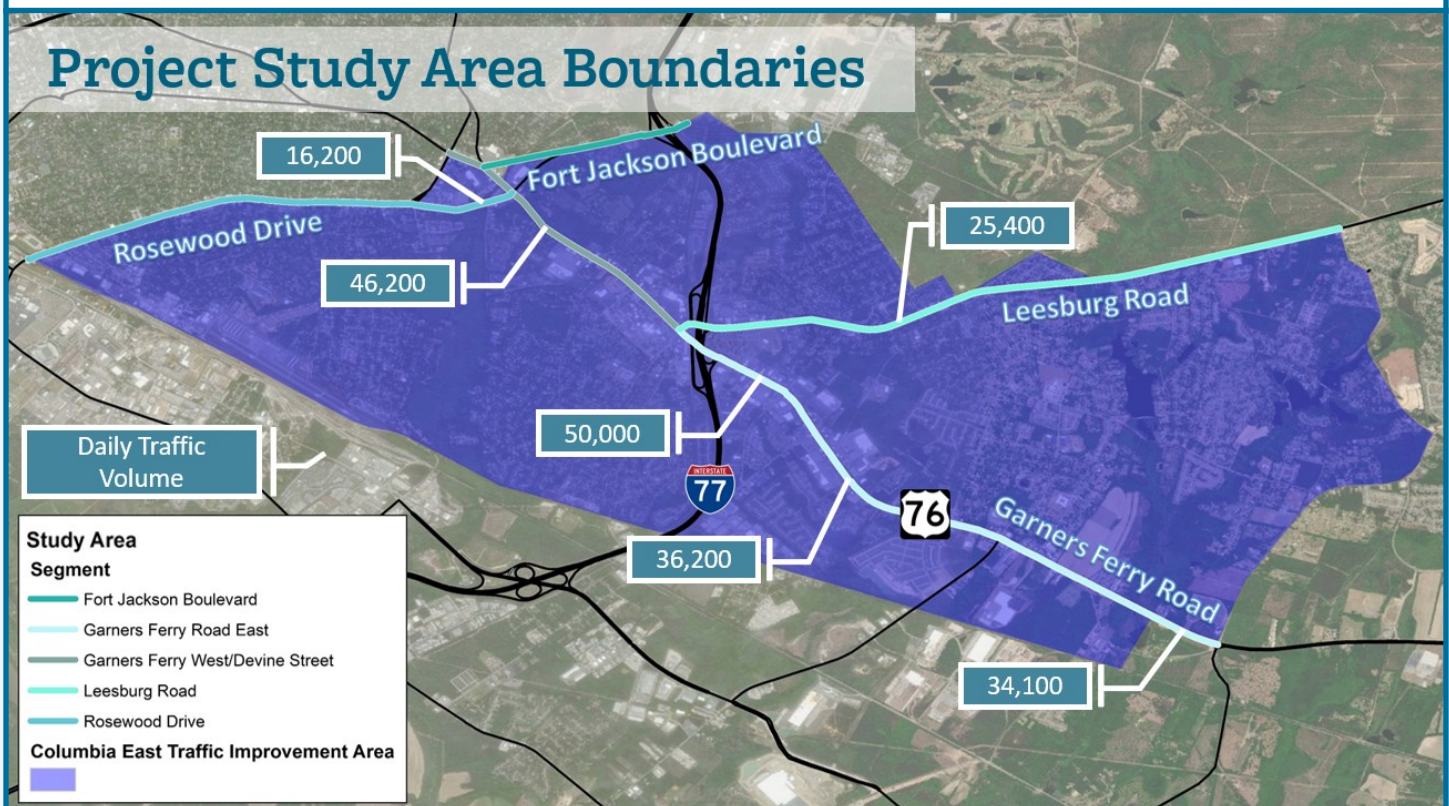 Project Study Area Boundaries
16,200
Fort Jackson Boulevard
Rosewood Drive
25,400
46,200
Leesburg Road
50,000
Daily Traffic
Volume
INTERSTATE
77
76
Garners Ferry Road
36,200
34,100
Study Area
Segment
Fort Jackson Boulevard
Garners Ferry Road East
Garners Ferry West/Devine Street
Leesburg Road
Rosewood Drive
Columbia East Traffic Improvement Area